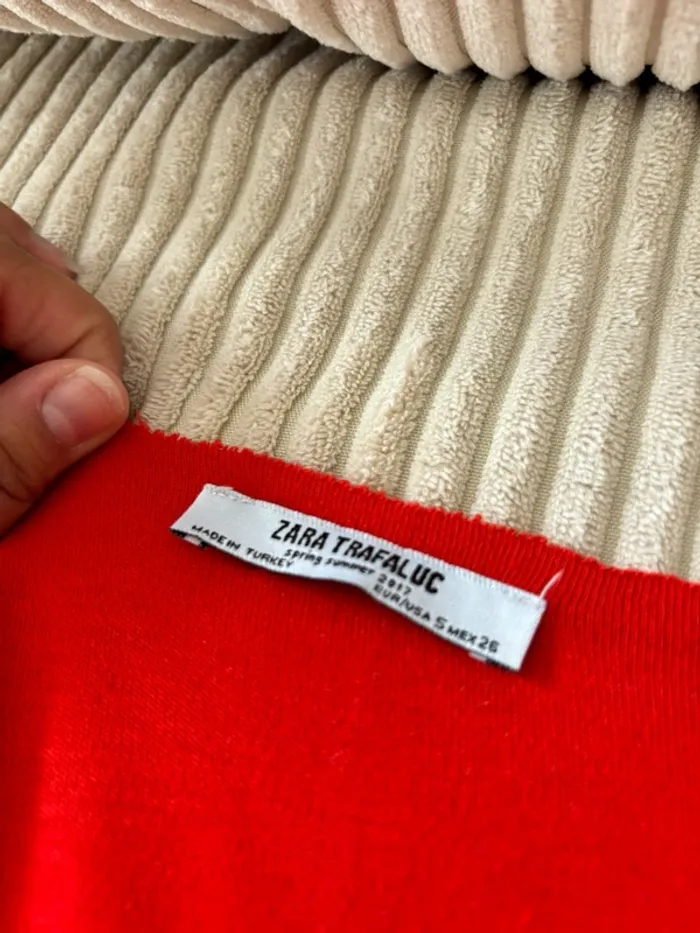 ZARA TRAFALUC
MADE IN TURKEY
spring summer 2017
EUR/USA S MEX 26